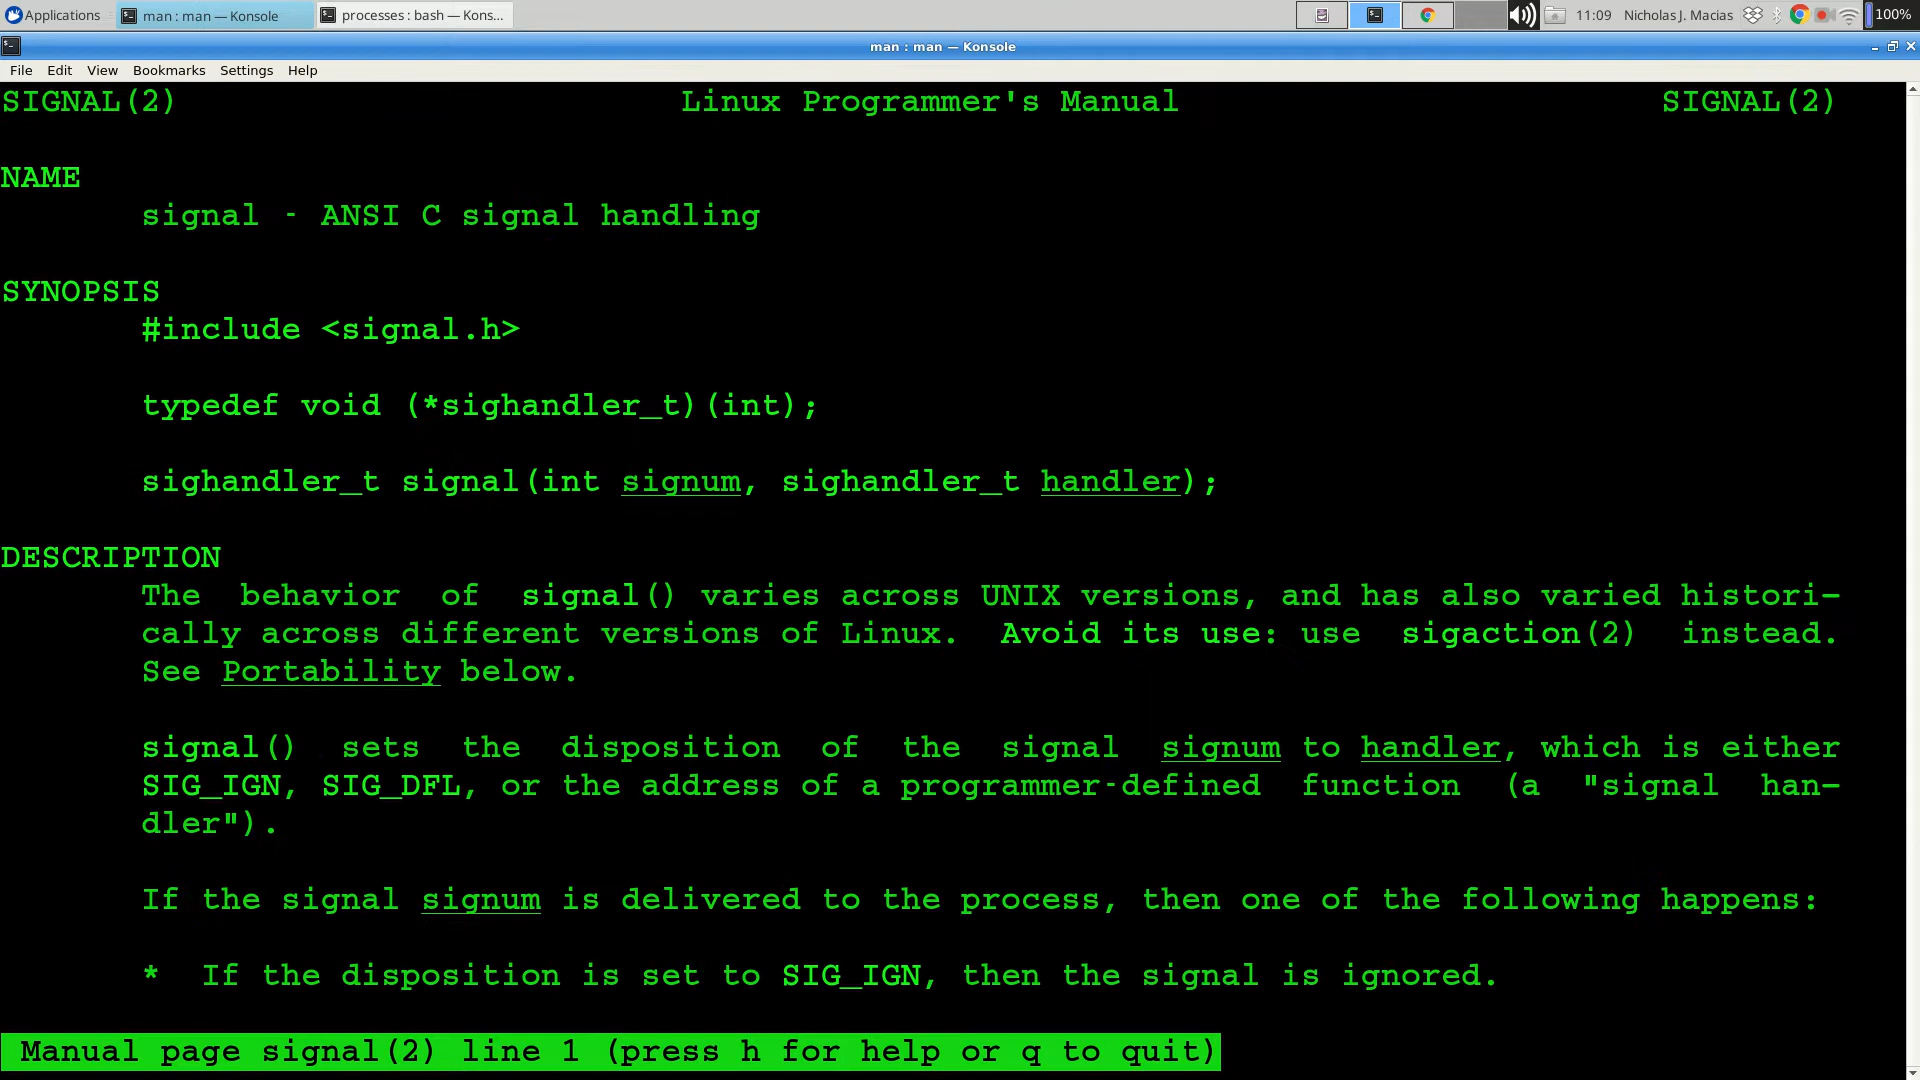 Applications man : man — Konsole processes : bash — Kons... 11:09 Nicholas J. Macias 100%
man : man — Konsole
File Edit View Bookmarks Settings Help
SIGNAL(2) Linux Programmer's Manual SIGNAL(2)
NAME
signal - ANSI C signal handling
SYNOPSIS
#include <signal.h>
typedef void (*sighandler_t)(int);
sighandler_t signal(int signum, sighandler_t handler);
DESCRIPTION
The behavior of signal() varies across UNIX versions, and has also varied histori-
cally across different versions of Linux. Avoid its use: use sigaction(2) instead.
See Portability below.
signal() sets the disposition of the signal signum to handler, which is either
SIG_IGN, SIG_DFL, or the address of a programmer-defined function (a "signal han-
dler").
If the signal signum is delivered to the process, then one of the following happens:
* If the disposition is set to SIG_IGN, then the signal is ignored.
Manual page signal(2) line 1 (press h for help or q to quit)